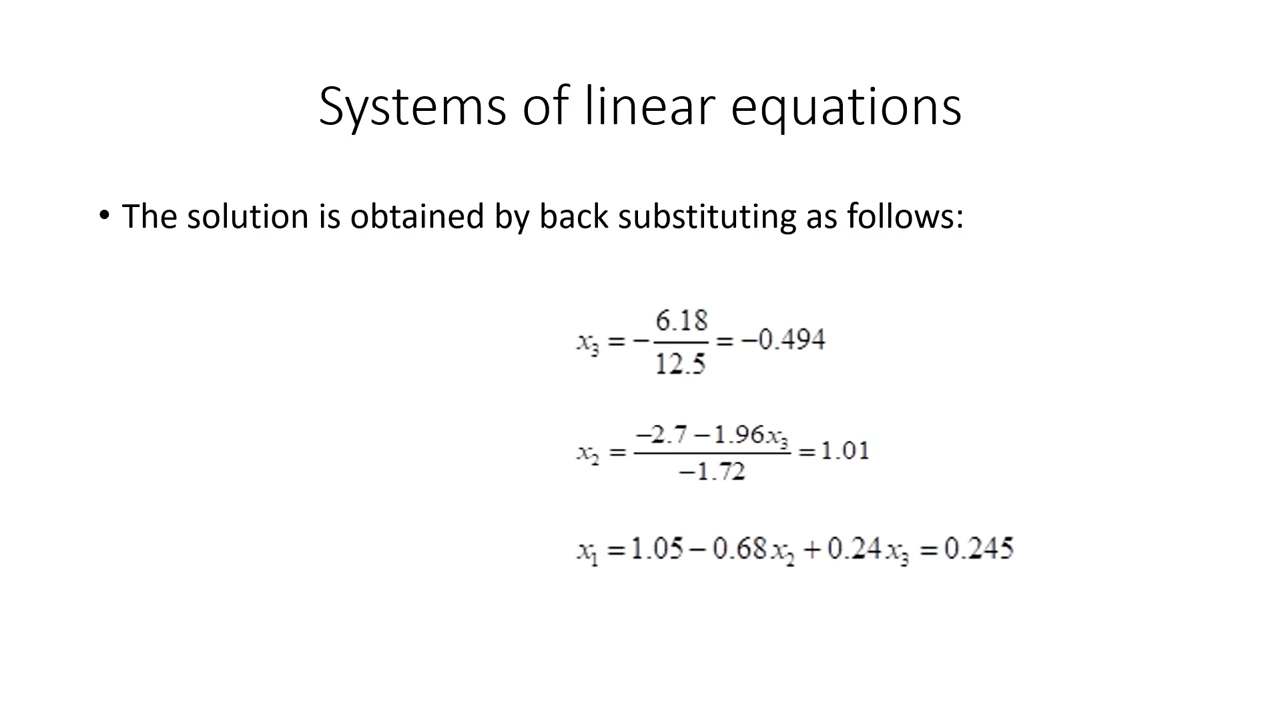 Systems of linear equations
• The solution is obtained by back substituting as follows:
x₃ = −6.18/12.5 = −0.494
x₂ = (−2.7 − 1.96x₃)/−1.72 = 1.01
x₁ = 1.05 − 0.68x₂ + 0.24x₃ = 0.245